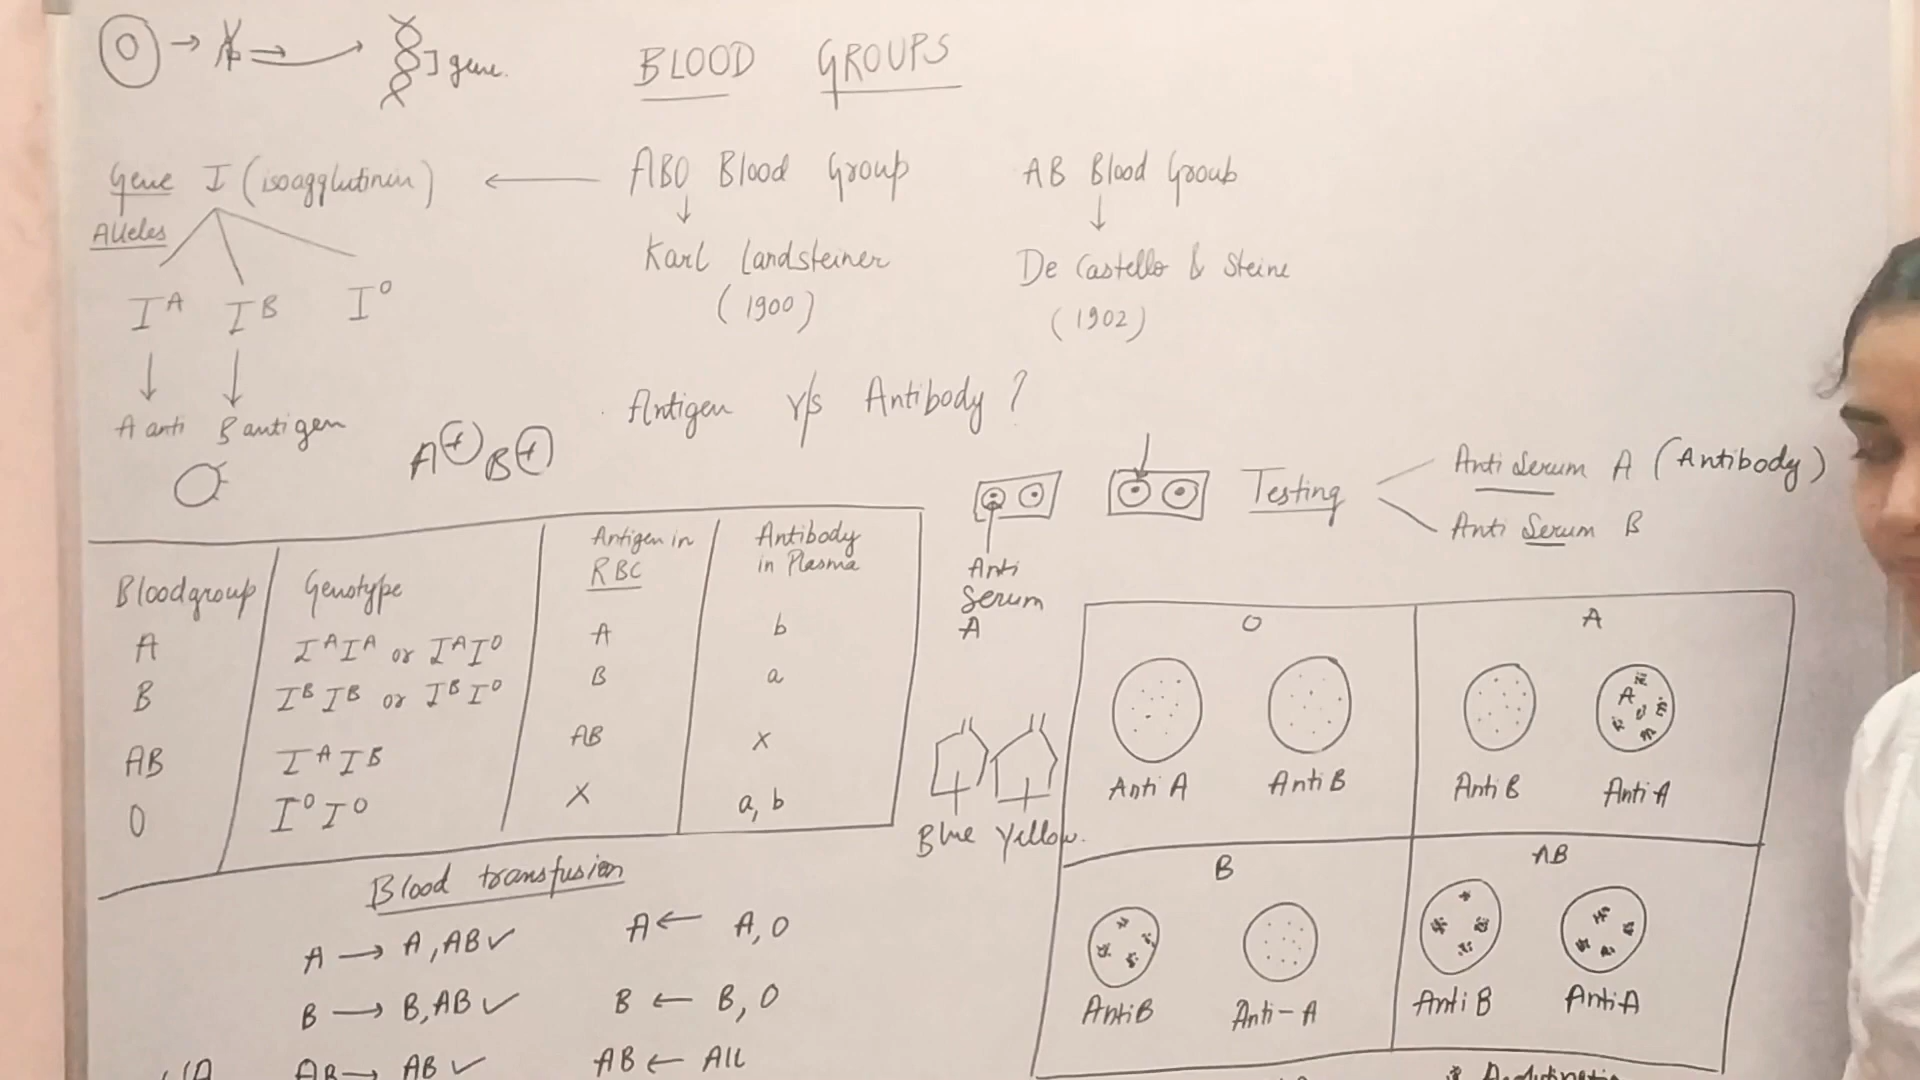 gene.
BLOOD GROUPS
Gene I (isoagglutinin)
ABO Blood Group
AB Blood Group
Alleles
Karl Landsteiner
De Castello & Steine
(1900)
(1902)
I^A I^B I^O
A anti B antigen
Antigen v/s Antibody ?
A+ B+
Testing
Anti Serum A (Antibody)
Anti Serum B
Anti
Serum
A
Bloodgroup Genotype Antigen in RBC Antibody in Plasma
A I^A I^A or I^A I^O A b
B I^B I^B or I^B I^O B a
AB I^A I^B AB x
O I^O I^O X a, b
Blue Yellow.
O
Anti A Anti B
A
A
Anti B Anti A
B
Anti B Anti-A
AB
Anti B Anti A
Blood transfusion
A → A, AB ✓ A ← A, O
B → B, AB ✓ B ← B, O
AB → AB ✓ AB ← All